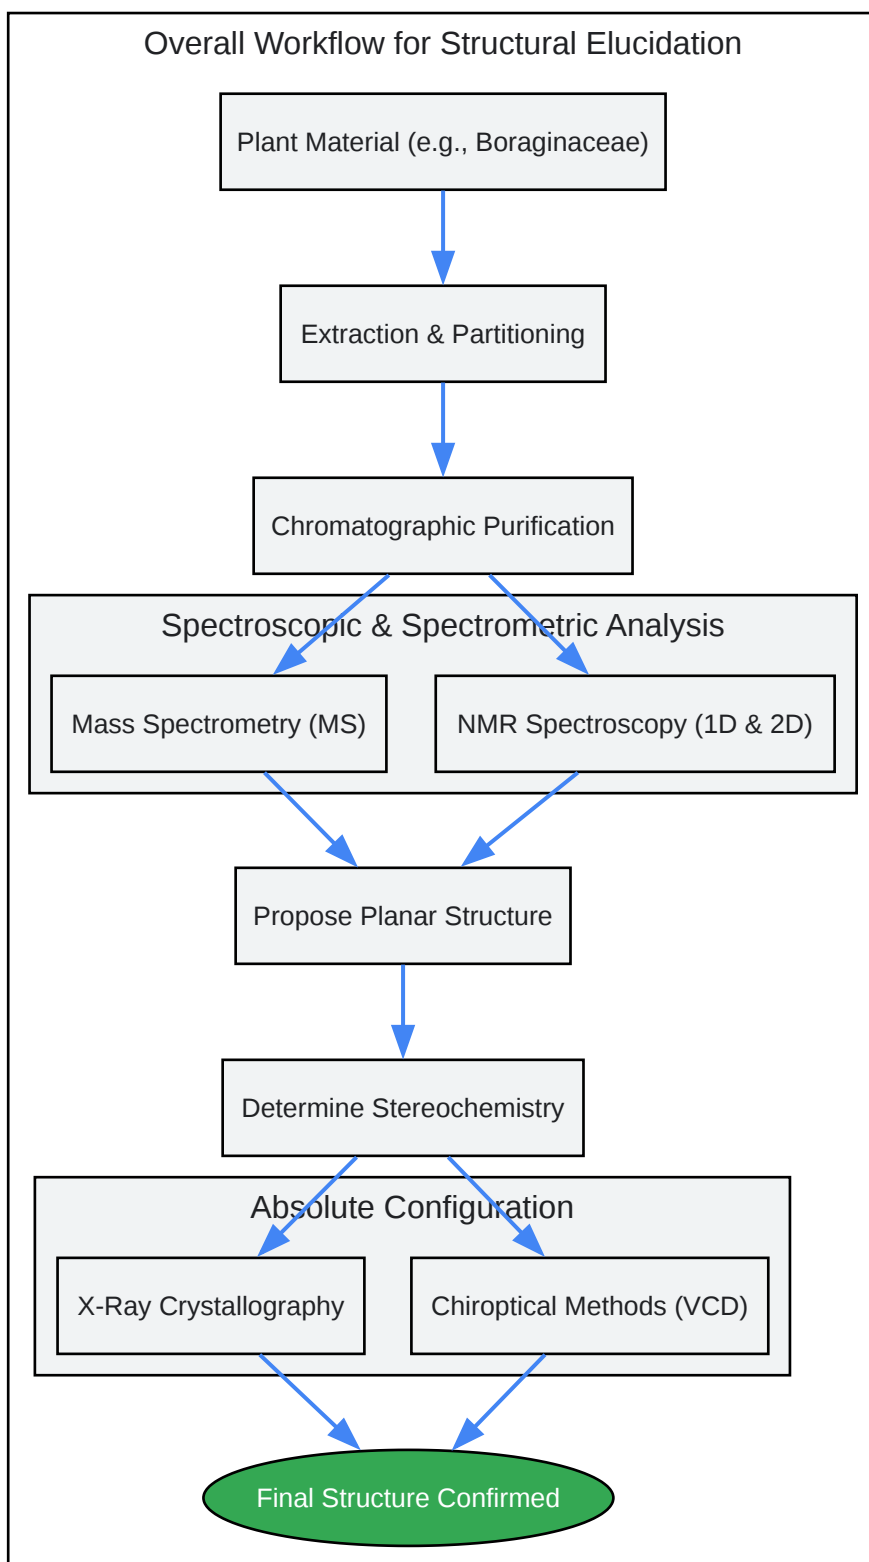 Overall Workflow for Structural Elucidation
Plant Material (e.g., Boraginaceae)
Extraction & Partitioning
Chromatographic Purification
Spectroscopic & Spectrometric Analysis
Mass Spectrometry (MS)
NMR Spectroscopy (1D & 2D)
Propose Planar Structure
Determine Stereochemistry
Absolute Configuration
X-Ray Crystallography
Chiroptical Methods (VCD)
Final Structure Confirmed